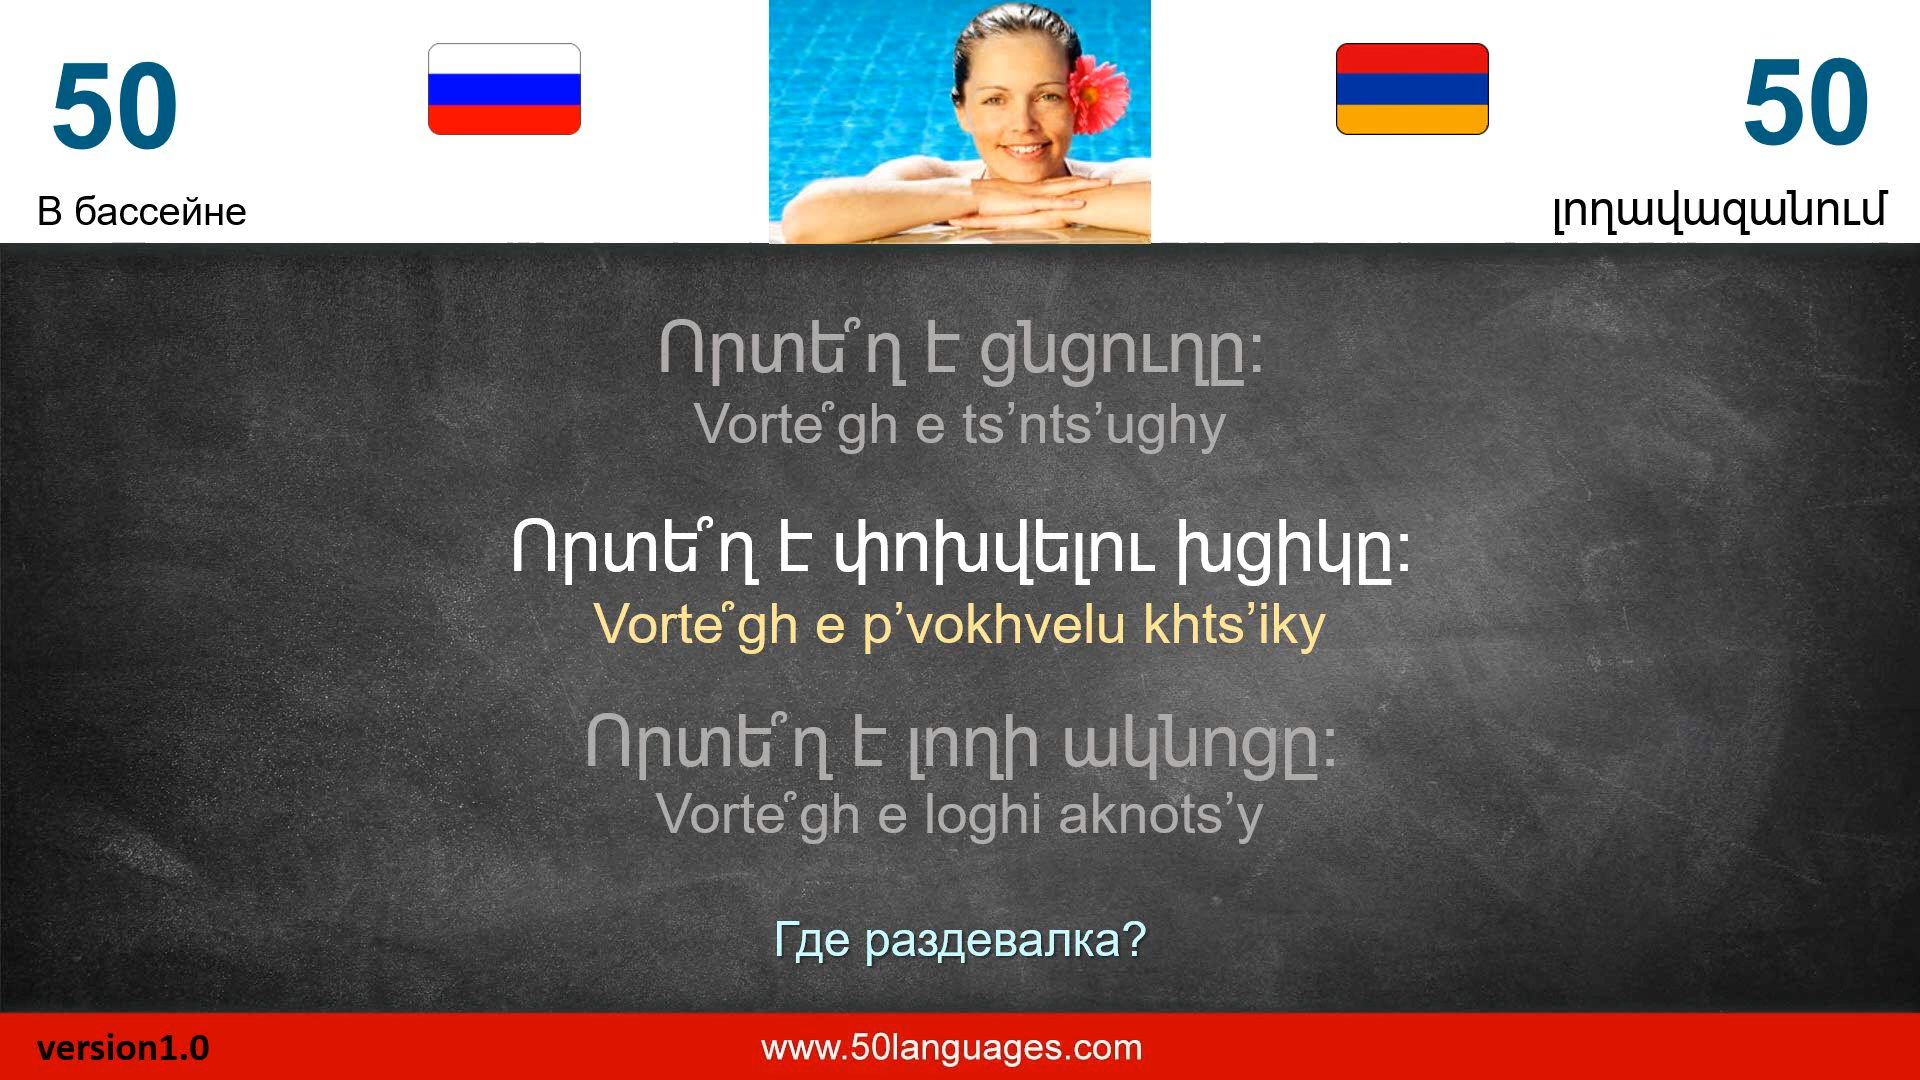 50
50
В бассейне
լողավազանում
Որտե՞ղ է ցնցուղը:
Vorte՞gh e ts’nts’ughy
Որտե՞ղ է փոխվելու խցիկը:
Vorte՞gh e p’vokhvelu khts’iky
Որտե՞ղ է լողի ակնոցը:
Vorte՞gh e loghi aknots’y
Где раздевалка?
version1.0
www.50languages.com